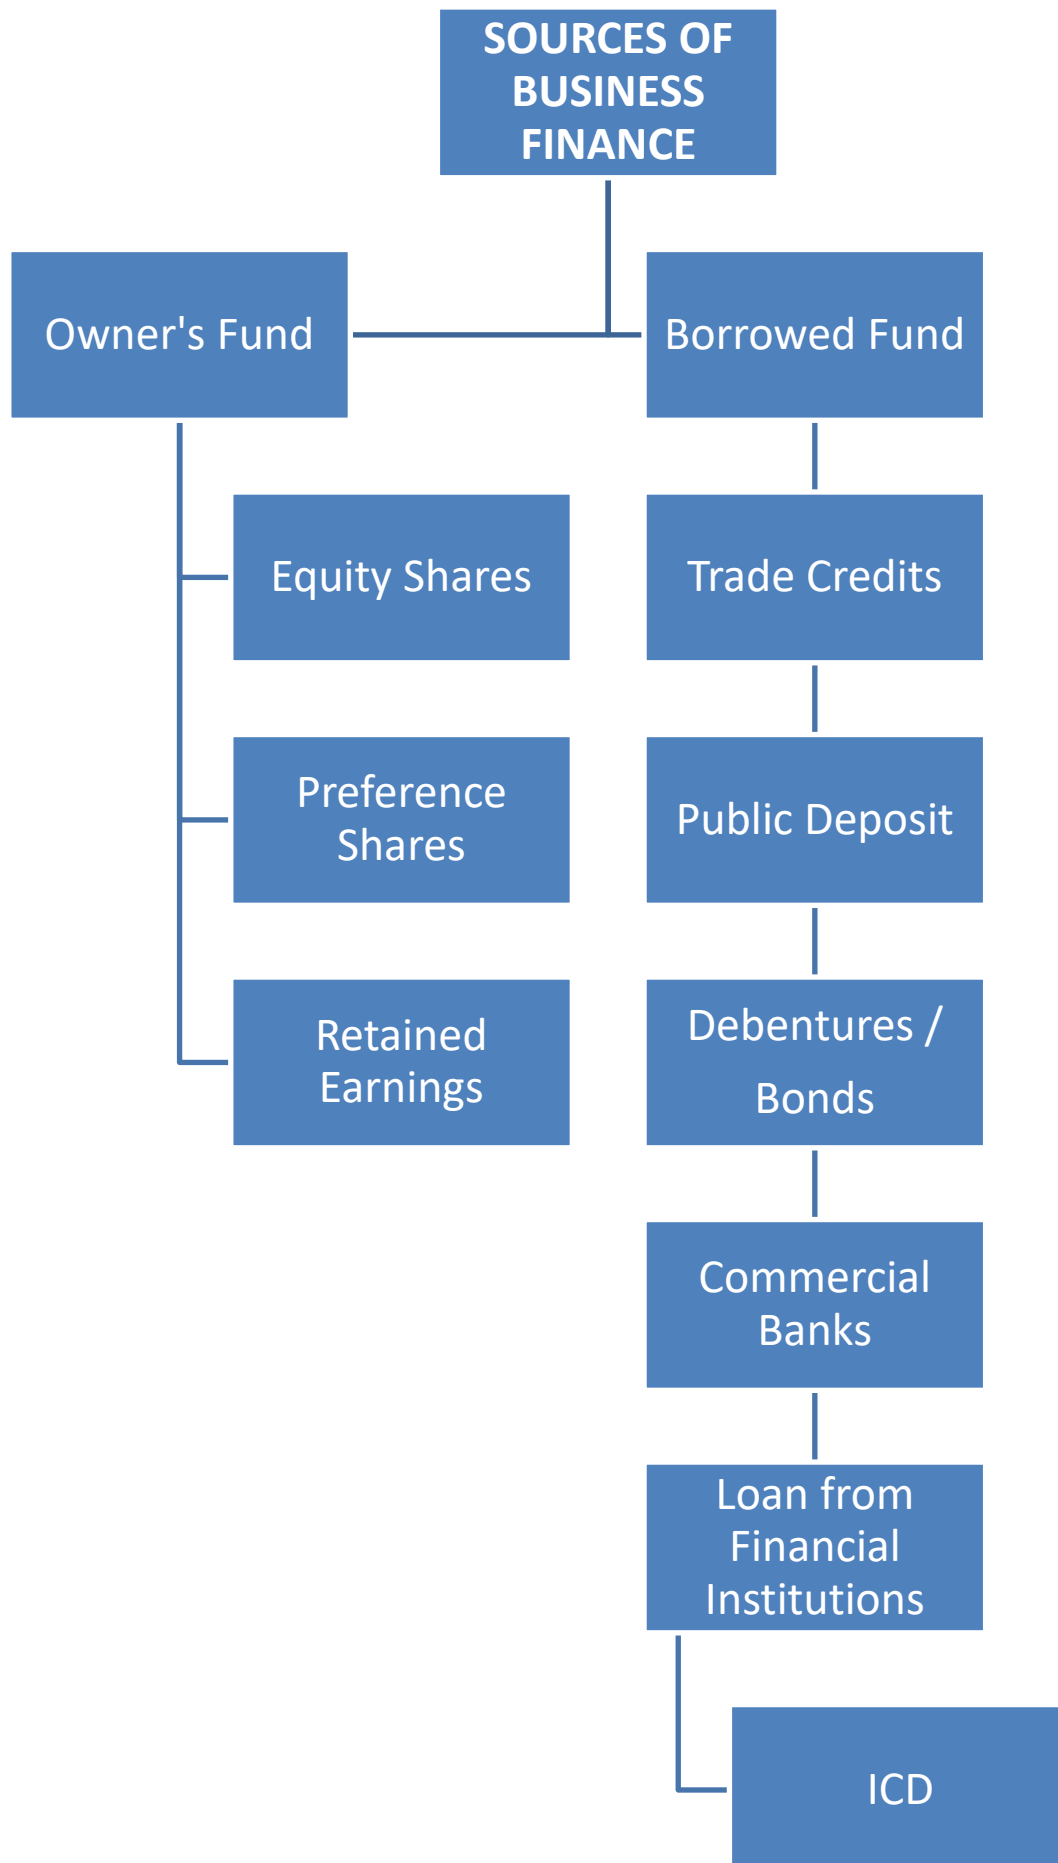 SOURCES OF
BUSINESS
FINANCE
Owner's Fund
Borrowed Fund
Equity Shares
Trade Credits
Preference
Shares
Public Deposit
Retained
Earnings
Debentures /
Bonds
Commercial
Banks
Loan from
Financial
Institutions
ICD